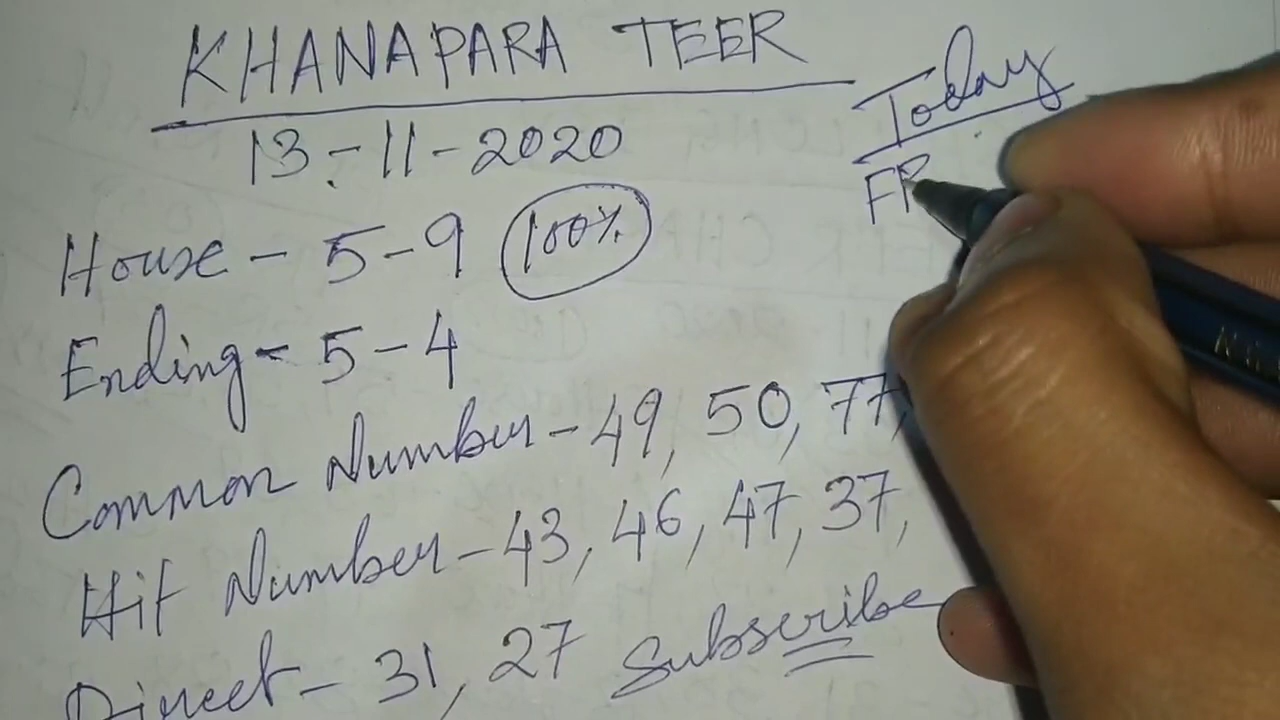 KHANAPARA TEER
13-11-2020
Today
FR
House - 5-9 100%
Ending - 5-4
Common Number - 49, 50, 77,
Hit Number - 43, 46, 47, 37,
Direct - 31, 27 Subscribe